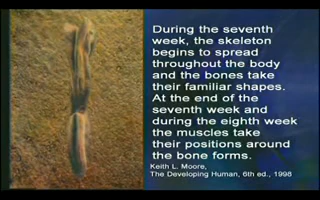 During the seventh
week, the skeleton
begins to spread
throughout the body
and the bones take
their familiar shapes.
At the end of the
seventh week and
during the eighth week
the muscles take
their positions around
the bone forms.
Keith L. Moore,
The Developing Human, 6th ed., 1998